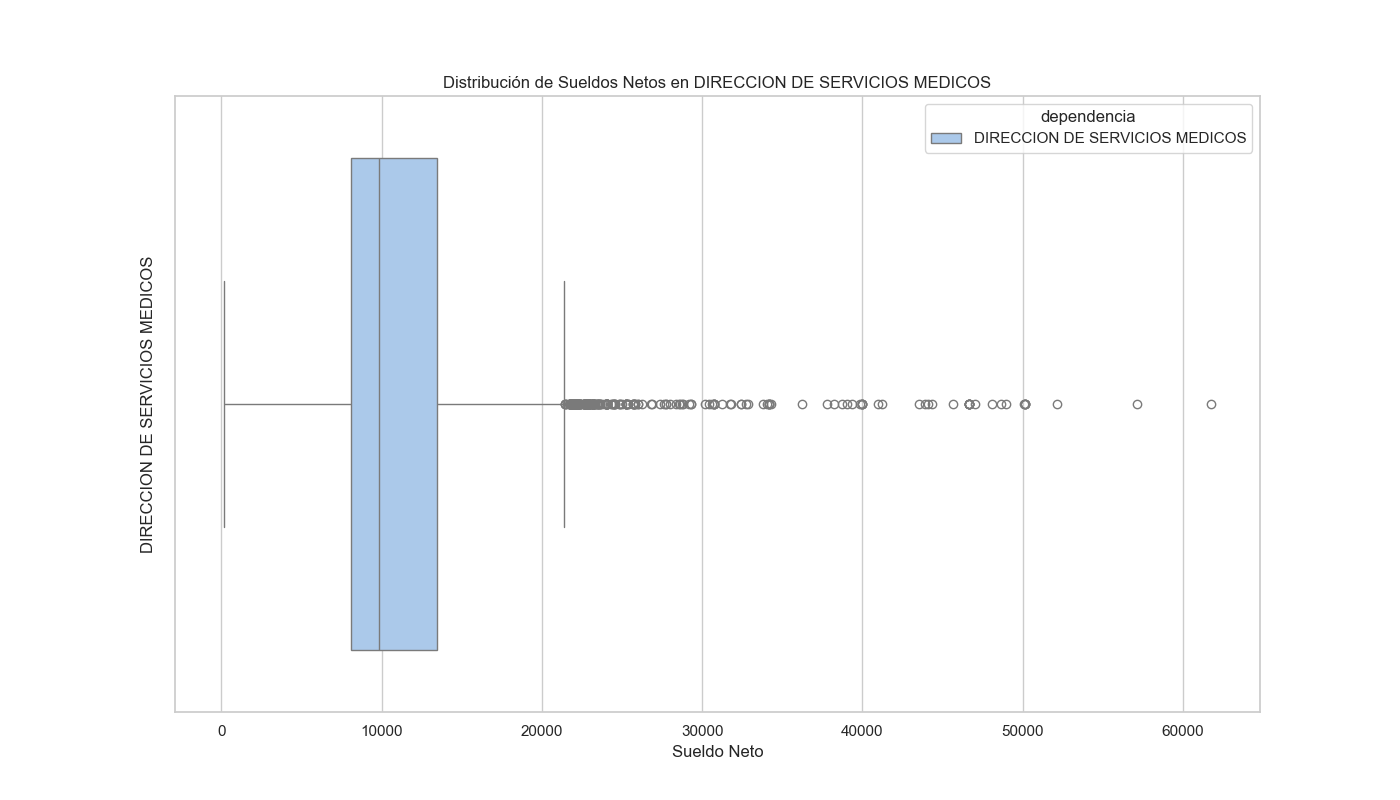 Distribución de Sueldos Netos en DIRECCION DE SERVICIOS MEDICOS
dependencia
DIRECCION DE SERVICIOS MEDICOS
DIRECCION DE SERVICIOS MEDICOS
0
10000
20000
30000
40000
50000
60000
Sueldo Neto